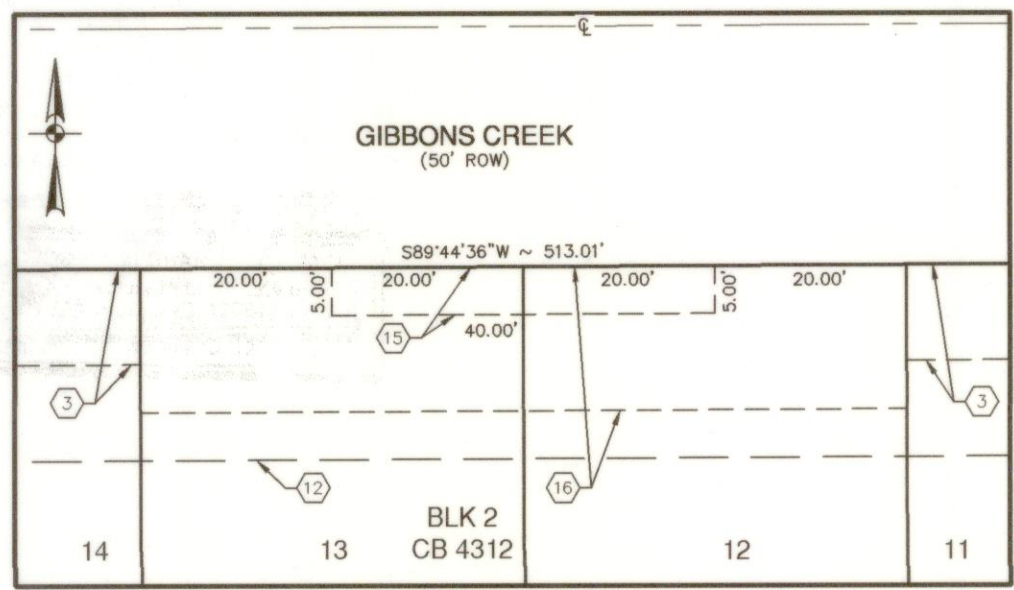 ℄
GIBBONS CREEK
(50' ROW)
S89°44'36"W ~ 513.01'
20.00' 20.00' 20.00' 20.00'
5.00' 5.00'
15 40.00'
3 3
12 16
BLK 2
14 13 CB 4312 12 11